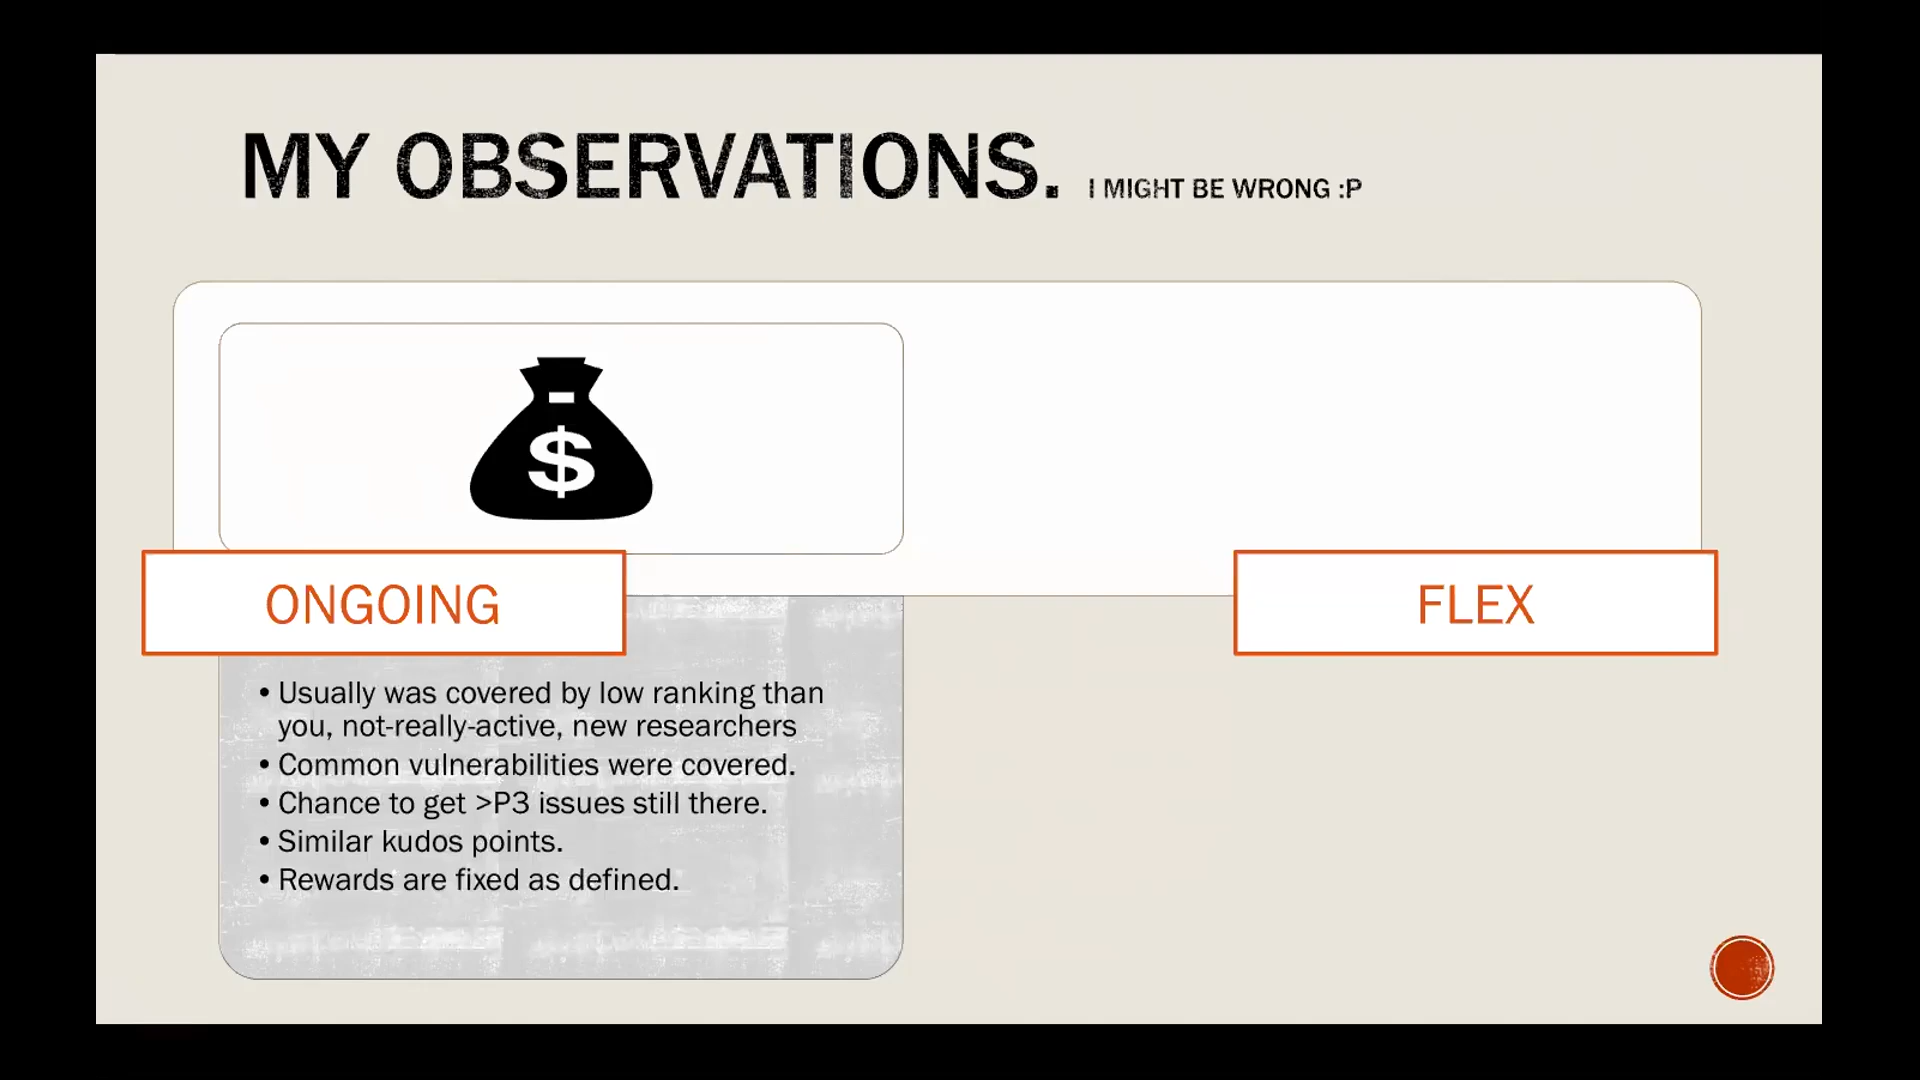 MY OBSERVATIONS. I MIGHT BE WRONG :P
$
ONGOING
FLEX
• Usually was covered by low ranking than
you, not-really-active, new researchers
• Common vulnerabilities were covered.
• Chance to get >P3 issues still there.
• Similar kudos points.
• Rewards are fixed as defined.